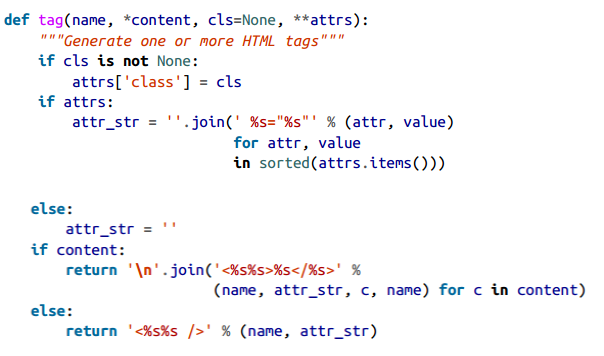 def tag(name, *content, cls=None, **attrs):
    """Generate one or more HTML tags"""
    if cls is not None:
        attrs['class'] = cls
    if attrs:
        attr_str = ''.join(' %s="%s"' % (attr, value)
                           for attr, value
                           in sorted(attrs.items()))
    else:
        attr_str = ''
    if content:
        return '\n'.join('<%s%s>%s</%s>' %
                         (name, attr_str, c, name) for c in content)
    else:
        return '<%s%s />' % (name, attr_str)